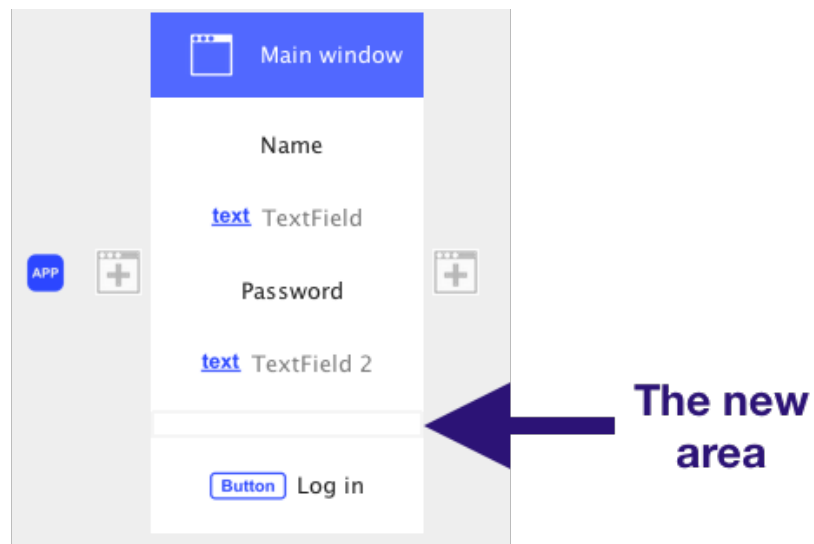 Main window
Name
text TextField
APP
Password
text TextField 2
The new
area
Button Log in